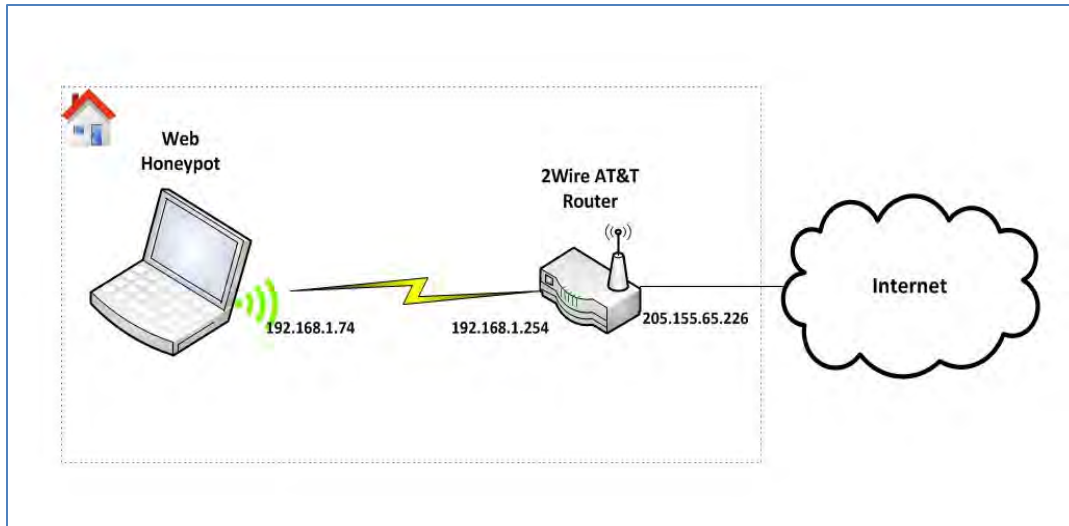 Web
Honeypot
2Wire AT&T
Router
Internet
192.168.1.74
192.168.1.254
205.155.65.226